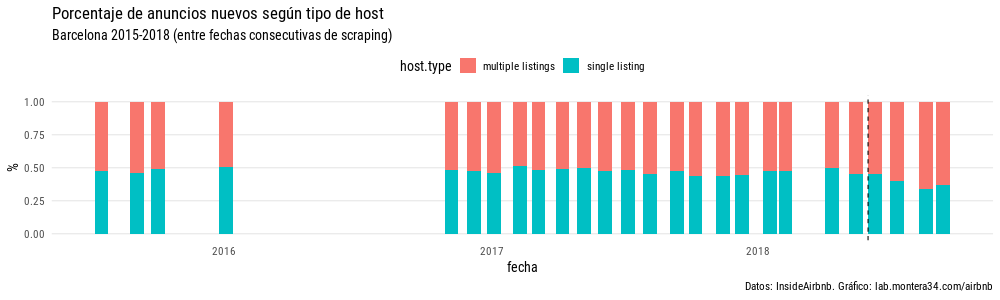 Porcentaje de anuncios nuevos según tipo de host
Barcelona 2015-2018 (entre fechas consecutivas de scraping)
host.type multiple listings single listing
1.00
0.75
0.50
0.25
0.00
%
2016 2017 2018
fecha
Datos: InsideAirbnb. Gráfico: lab.montera34.com/airbnb